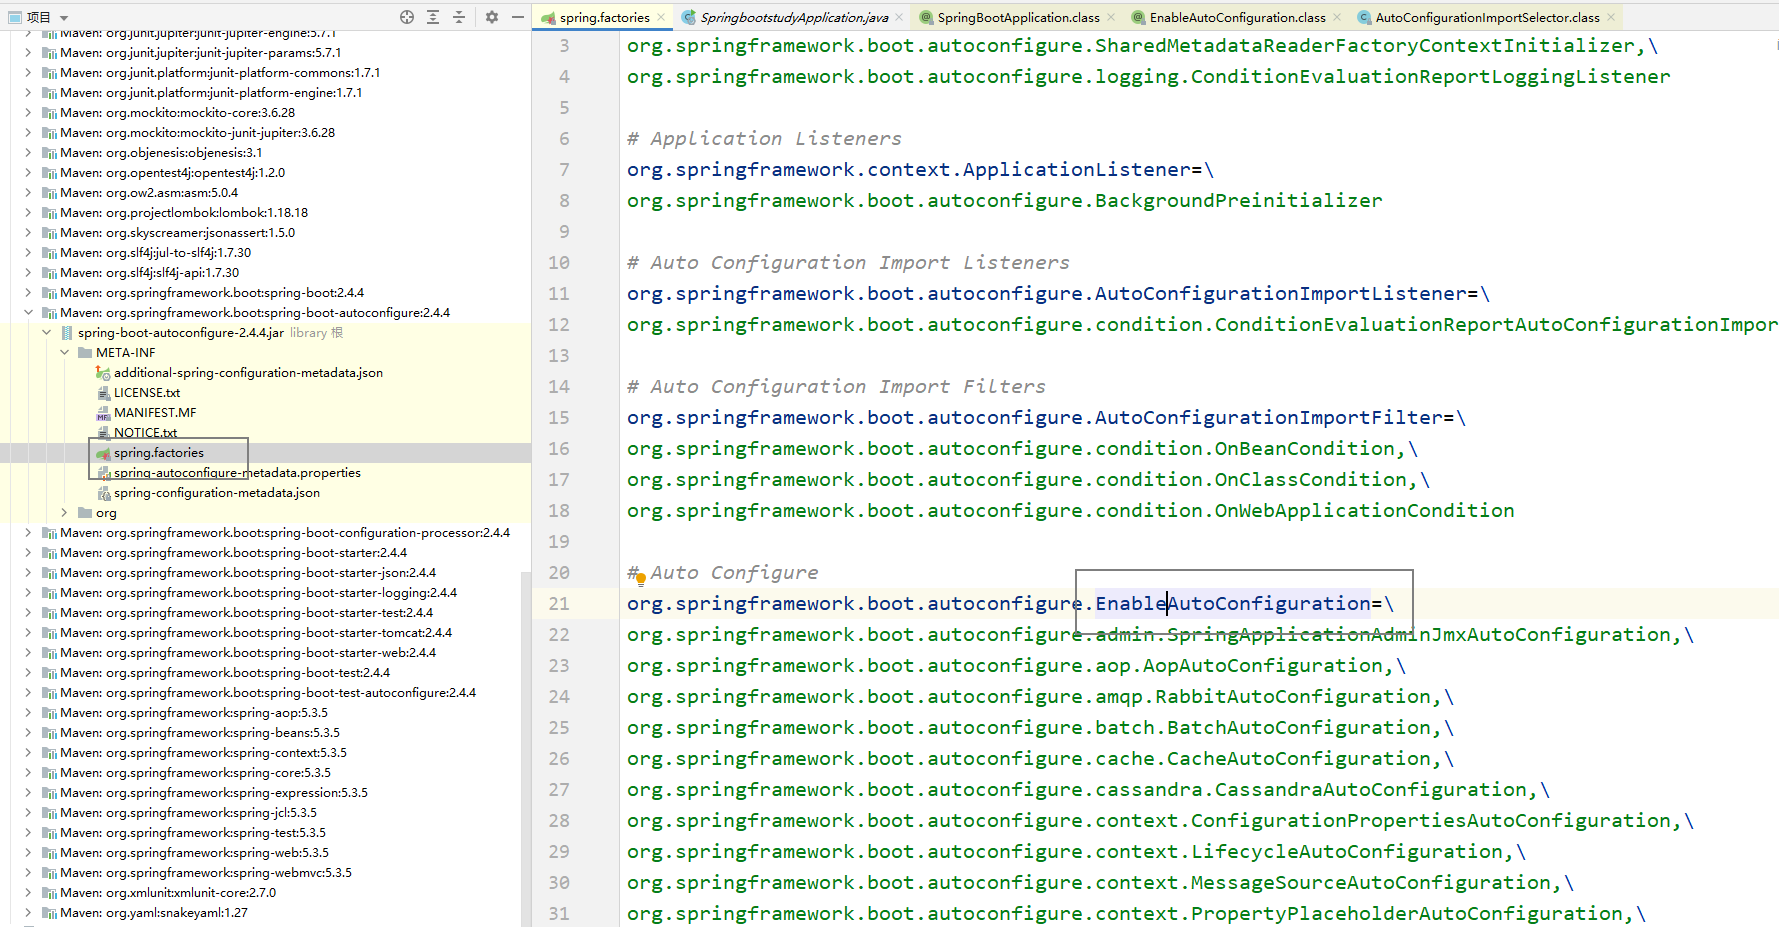 项目
Maven: org.junit.jupiter:junit-jupiter-engine:5.7.1
Maven: org.junit.jupiter:junit-jupiter-params:5.7.1
Maven: org.junit.platform:junit-platform-commons:1.7.1
Maven: org.junit.platform:junit-platform-engine:1.7.1
Maven: org.mockito:mockito-core:3.6.28
Maven: org.mockito:mockito-junit-jupiter:3.6.28
Maven: org.objenesis:objenesis:3.1
Maven: org.opentest4j:opentest4j:1.2.0
Maven: org.ow2.asm:asm:5.0.4
Maven: org.projectlombok:lombok:1.18.18
Maven: org.skyscreamer:jsonassert:1.5.0
Maven: org.slf4j:jul-to-slf4j:1.7.30
Maven: org.slf4j:slf4j-api:1.7.30
Maven: org.springframework.boot:spring-boot:2.4.4
Maven: org.springframework.boot:spring-boot-autoconfigure:2.4.4
spring-boot-autoconfigure-2.4.4.jar library 根
META-INF
additional-spring-configuration-metadata.json
LICENSE.txt
MANIFEST.MF
NOTICE.txt
spring.factories
spring-autoconfigure-metadata.properties
spring-configuration-metadata.json
org
Maven: org.springframework.boot:spring-boot-configuration-processor:2.4.4
Maven: org.springframework.boot:spring-boot-starter:2.4.4
Maven: org.springframework.boot:spring-boot-starter-json:2.4.4
Maven: org.springframework.boot:spring-boot-starter-logging:2.4.4
Maven: org.springframework.boot:spring-boot-starter-test:2.4.4
Maven: org.springframework.boot:spring-boot-starter-tomcat:2.4.4
Maven: org.springframework.boot:spring-boot-starter-web:2.4.4
Maven: org.springframework.boot:spring-boot-test:2.4.4
Maven: org.springframework.boot:spring-boot-test-autoconfigure:2.4.4
Maven: org.springframework:spring-aop:5.3.5
Maven: org.springframework:spring-beans:5.3.5
Maven: org.springframework:spring-context:5.3.5
Maven: org.springframework:spring-core:5.3.5
Maven: org.springframework:spring-expression:5.3.5
Maven: org.springframework:spring-jcl:5.3.5
Maven: org.springframework:spring-test:5.3.5
Maven: org.springframework:spring-web:5.3.5
Maven: org.springframework:spring-webmvc:5.3.5
Maven: org.xmlunit:xmlunit-core:2.7.0
Maven: org.yaml:snakeyaml:1.27
spring.factories SpringbootstudyApplication.java SpringBootApplication.class EnableAutoConfiguration.class AutoConfigurationImportSelector.class
3 org.springframework.boot.autoconfigure.SharedMetadataReaderFactoryContextInitializer,\
4 org.springframework.boot.autoconfigure.logging.ConditionEvaluationReportLoggingListener
5
6 # Application Listeners
7 org.springframework.context.ApplicationListener=\
8 org.springframework.boot.autoconfigure.BackgroundPreinitializer
9
10 # Auto Configuration Import Listeners
11 org.springframework.boot.autoconfigure.AutoConfigurationImportListener=\
12 org.springframework.boot.autoconfigure.condition.ConditionEvaluationReportAutoConfigurationImpor
13
14 # Auto Configuration Import Filters
15 org.springframework.boot.autoconfigure.AutoConfigurationImportFilter=\
16 org.springframework.boot.autoconfigure.condition.OnBeanCondition,\
17 org.springframework.boot.autoconfigure.condition.OnClassCondition,\
18 org.springframework.boot.autoconfigure.condition.OnWebApplicationCondition
19
20 # Auto Configure
21 org.springframework.boot.autoconfigure.EnableAutoConfiguration=\
22 org.springframework.boot.autoconfigure.admin.SpringApplicationAdminJmxAutoConfiguration,\
23 org.springframework.boot.autoconfigure.aop.AopAutoConfiguration,\
24 org.springframework.boot.autoconfigure.amqp.RabbitAutoConfiguration,\
25 org.springframework.boot.autoconfigure.batch.BatchAutoConfiguration,\
26 org.springframework.boot.autoconfigure.cache.CacheAutoConfiguration,\
27 org.springframework.boot.autoconfigure.cassandra.CassandraAutoConfiguration,\
28 org.springframework.boot.autoconfigure.context.ConfigurationPropertiesAutoConfiguration,\
29 org.springframework.boot.autoconfigure.context.LifecycleAutoConfiguration,\
30 org.springframework.boot.autoconfigure.context.MessageSourceAutoConfiguration,\
31 org.springframework.boot.autoconfigure.context.PropertyPlaceholderAutoConfiguration,\